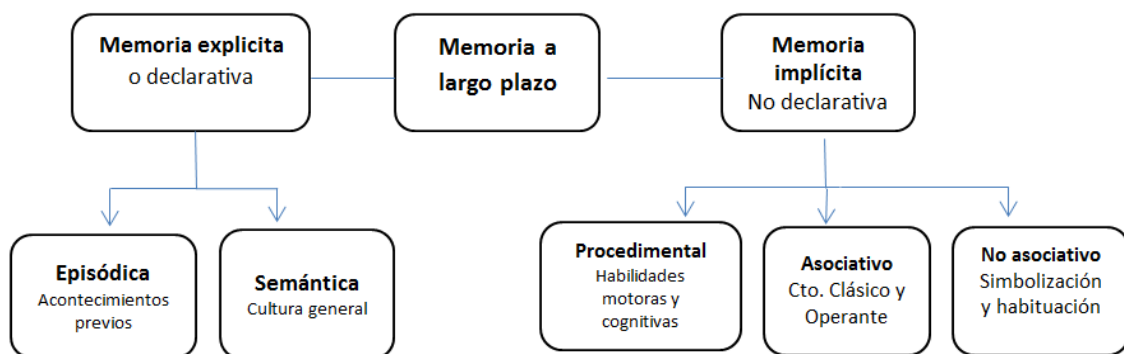 Memoria explicita
o declarativa
Memoria a
largo plazo
Memoria
implícita
No declarativa
Episódica
Acontecimientos
previos
Semántica
Cultura general
Procedimental
Habilidades
motoras y
cognitivas
Asociativo
Cto. Clásico y
Operante
No asociativo
Simbolización
y habituación